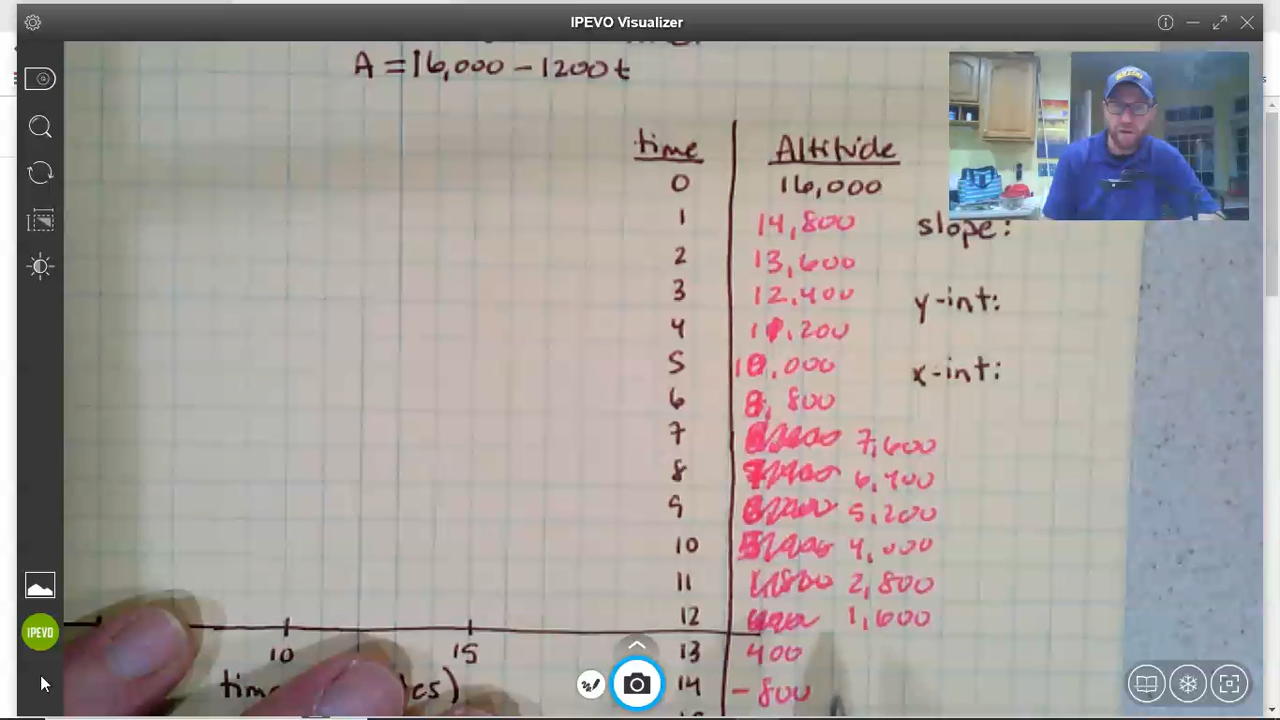 IPEVO Visualizer
A = 16,000 - 1200t
time Altitude
0 16,000
1 14,800
slope:
2 13,600
3 12,400
y-int:
4 11,200
5 10,000
x-int:
6 8,800
7 7,600
8 6,400
9 5,200
10 4,000
11 2,800
12 1,600
13 400
14 -800
10 15
IPEVO